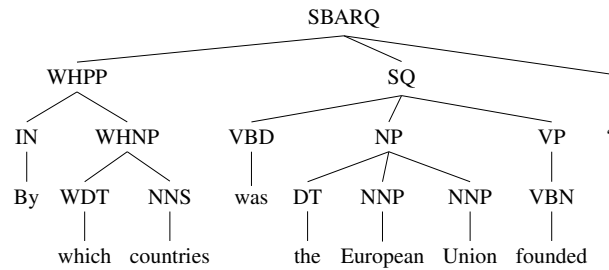 SBARQ
WHPP SQ
IN WHNP VBD NP VP
By WDT NNS was DT NNP NNP VBN
which countries the European Union founded